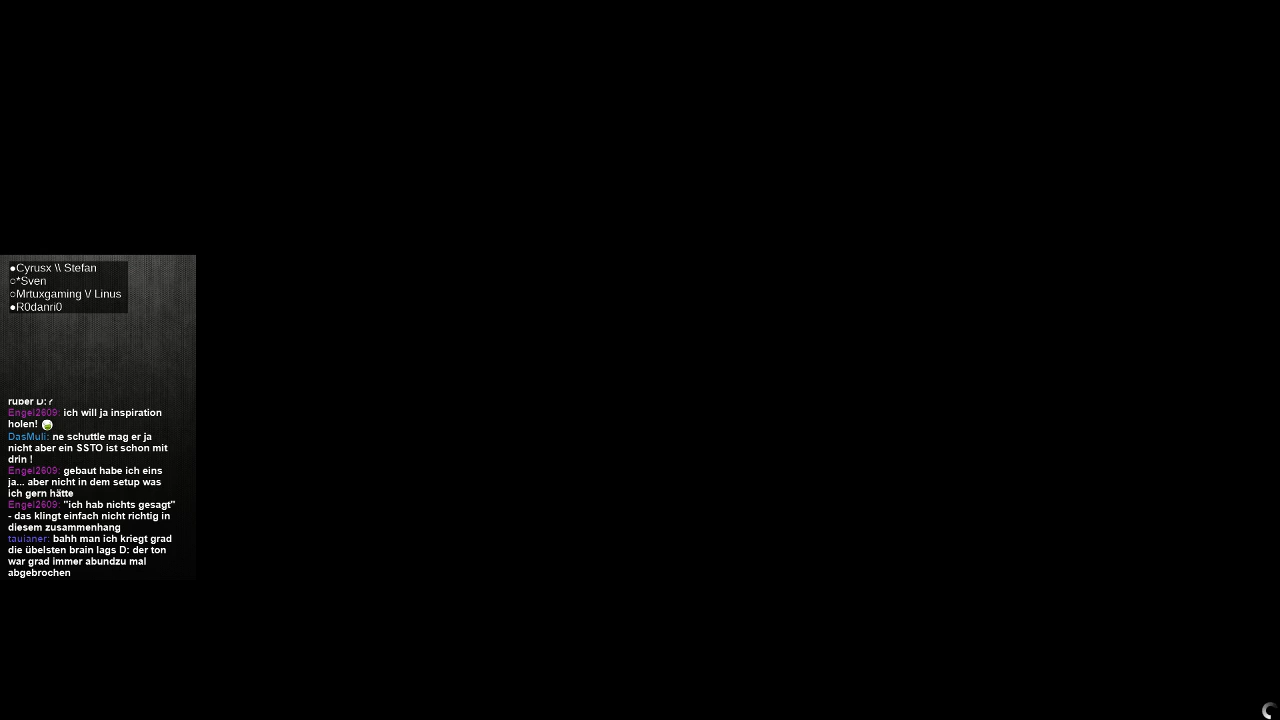 ●Cyrusx \\ Stefan
○*Sven
○Mrtuxgaming \/ Linus
●R0danri0
rüber D:?
Engel2609: ich will ja inspiration
holen!
DasMuli: ne schuttle mag er ja
nicht aber ein SSTO ist schon mit
drin !
Engel2609: gebaut habe ich eins
ja... aber nicht in dem setup was
ich gern hätte
Engel2609: "ich hab nichts gesagt"
- das klingt einfach nicht richtig in
diesem zusammenhang
tauianer: bahh man ich kriegt grad
die übelsten brain lags D: der ton
war grad immer abundzu mal
abgebrochen